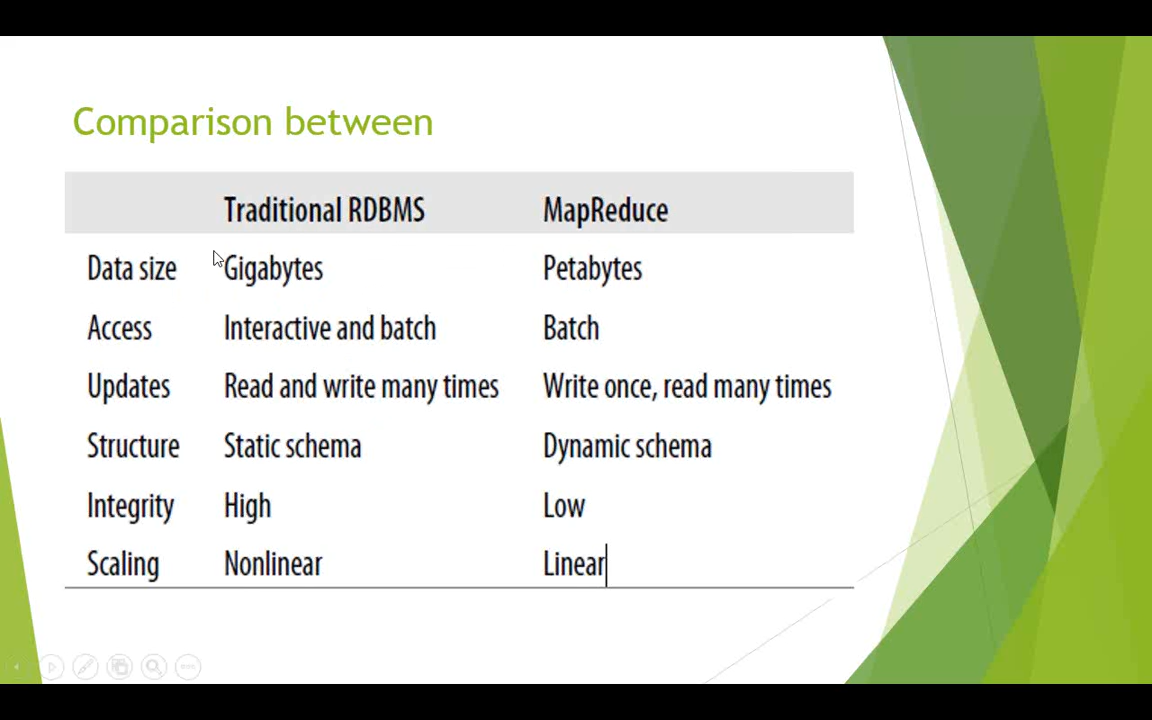 Comparison between
Traditional RDBMS MapReduce
Data size Gigabytes Petabytes
Access Interactive and batch Batch
Updates Read and write many times Write once, read many times
Structure Static schema Dynamic schema
Integrity High Low
Scaling Nonlinear Linear